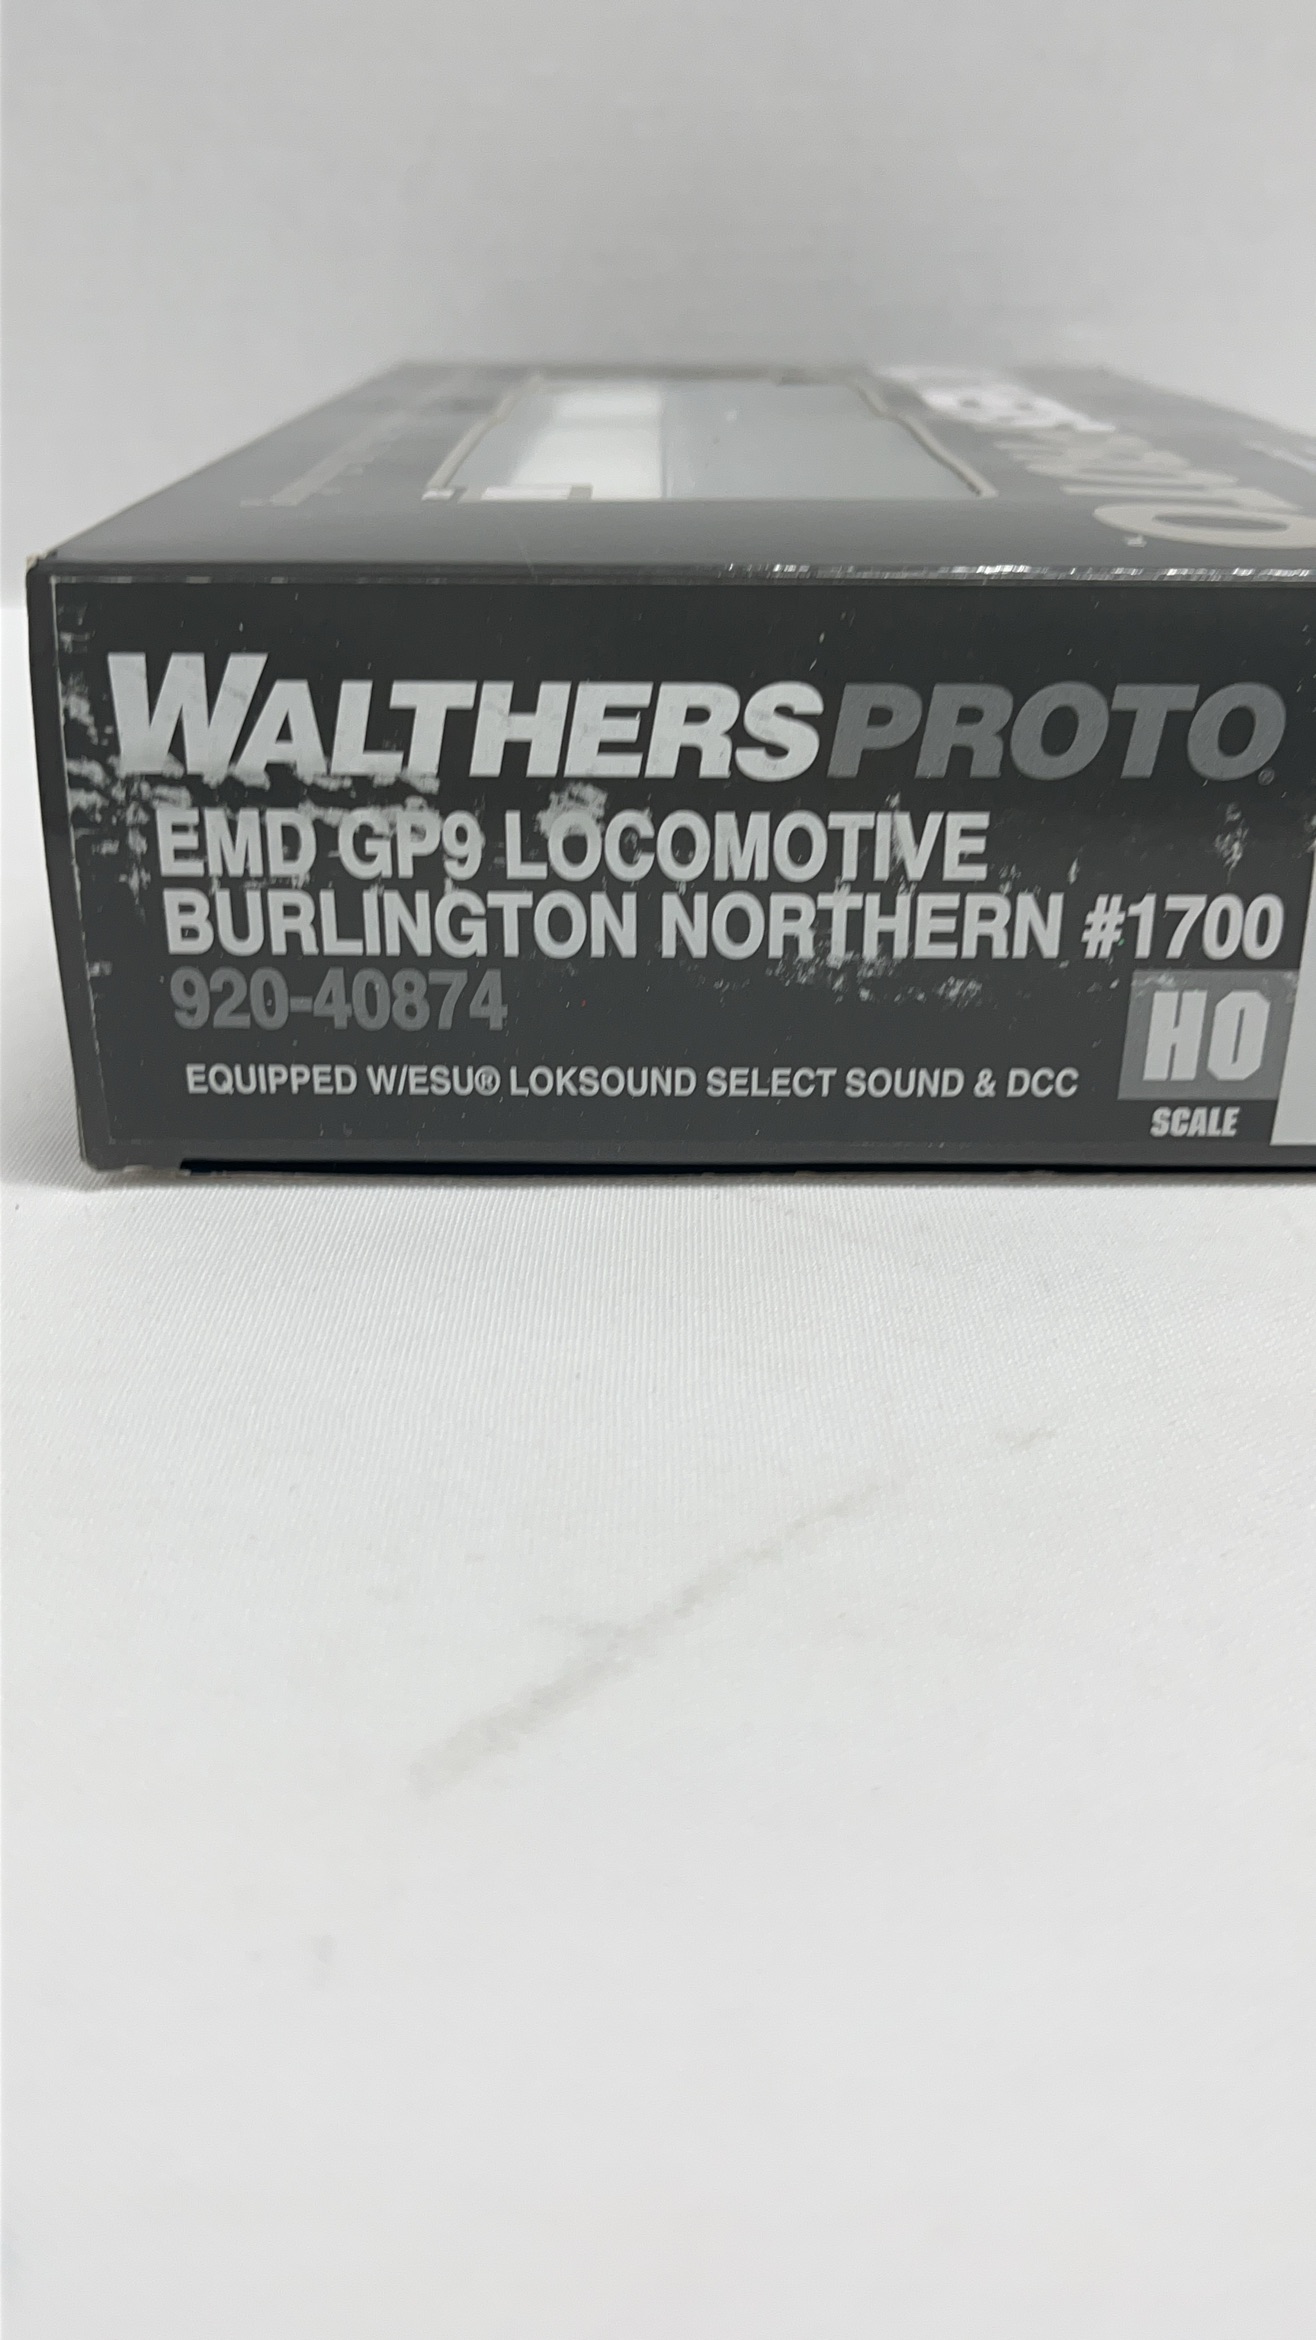 WALTHERSPROTO®
EMD GP9 LOCOMOTIVE
BURLINGTON NORTHERN #1700
920-40874
EQUIPPED W/ESU® LOKSOUND SELECT SOUND & DCC
HO
SCALE